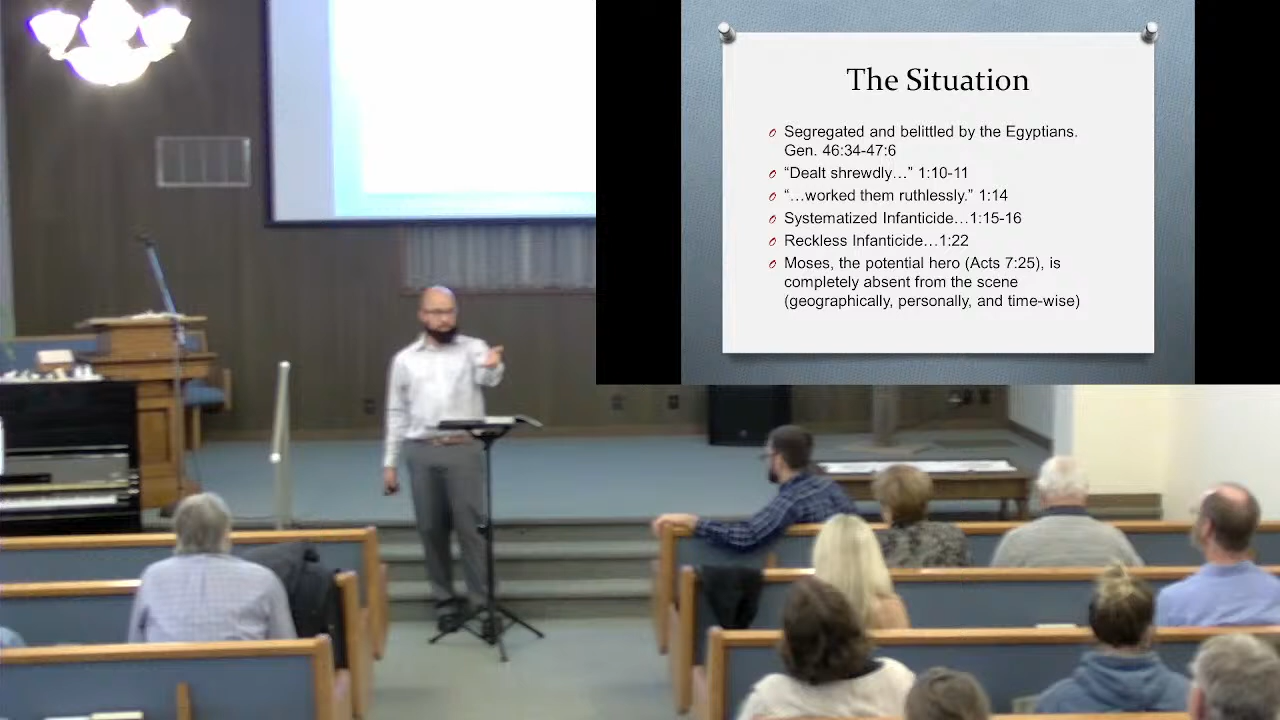 The Situation
Segregated and belittled by the Egyptians.
Gen. 46:34-47:6
“Dealt shrewdly…” 1:10-11
“…worked them ruthlessly.” 1:14
Systematized Infanticide…1:15-16
Reckless Infanticide…1:22
Moses, the potential hero (Acts 7:25), is
completely absent from the scene
(geographically, personally, and time-wise)